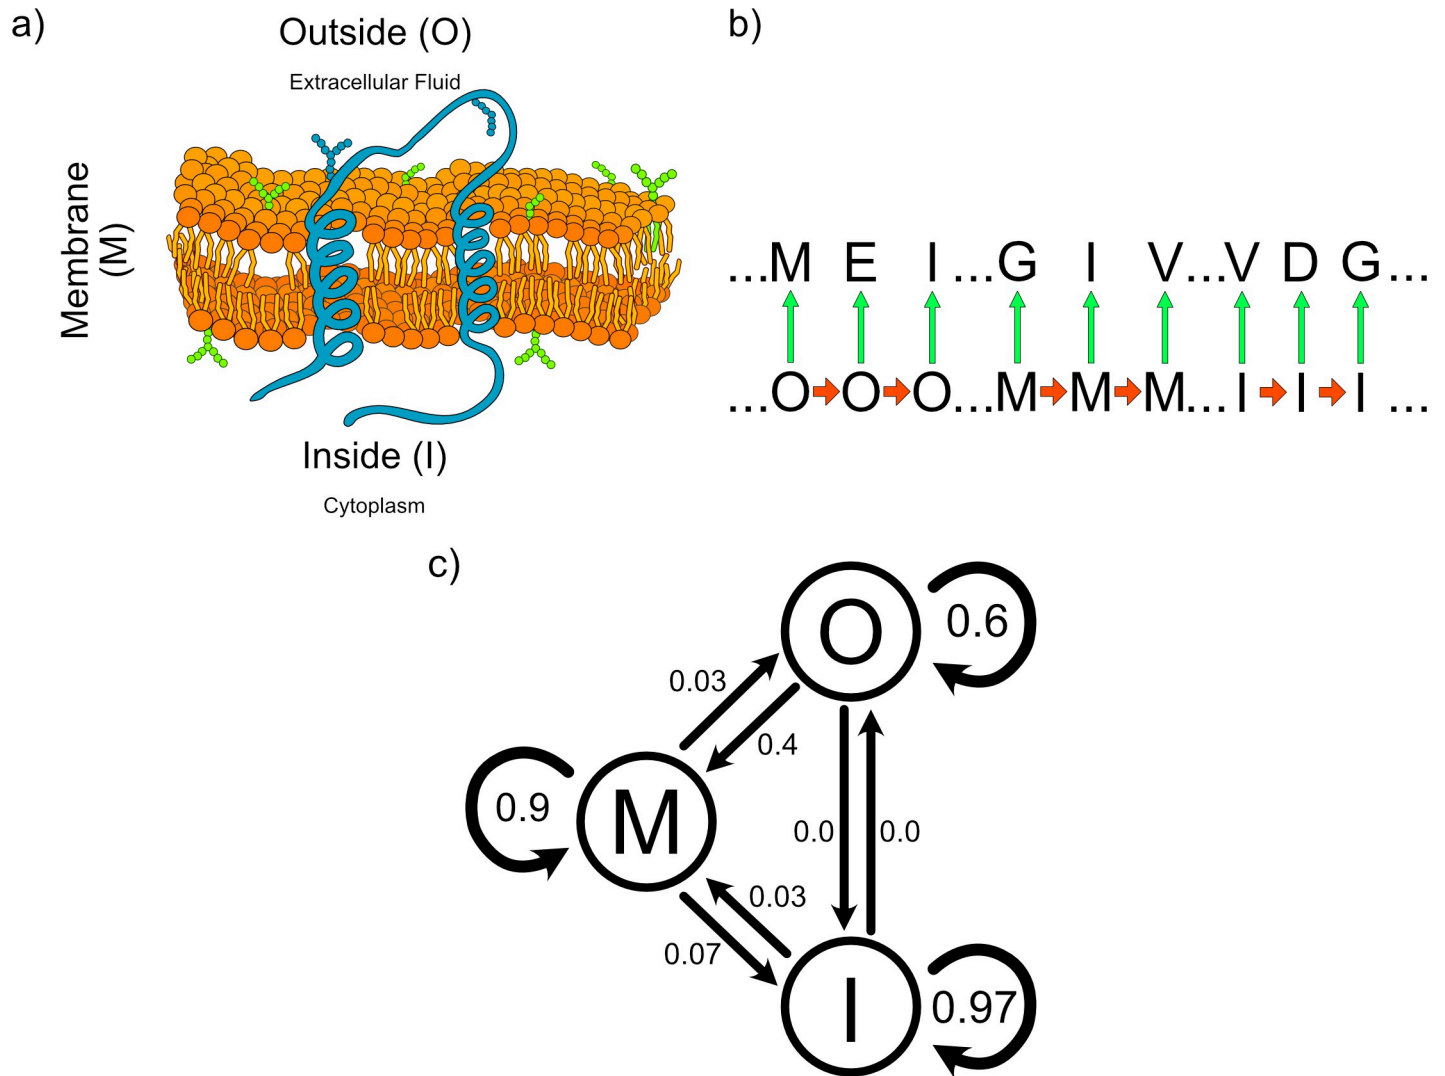 a)
Outside (O)
Extracellular Fluid
Membrane
(M)
Inside (I)
Cytoplasm
b)
...M E I...G I V...V D G...
...O O O...M M M...I I I ...
c)
O
0.6
0.03
0.4
M
0.9
0.0
0.0
0.03
0.07
I
0.97